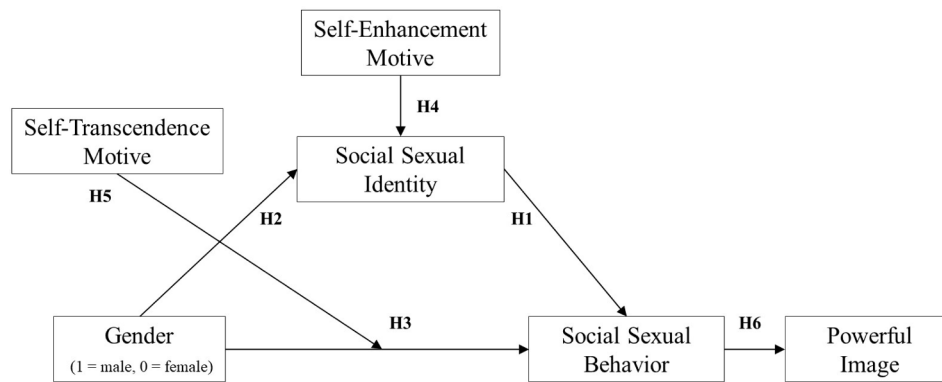 Self-Enhancement
Motive
H4
Self-Transcendence
Motive
Social Sexual
Identity
H5
H2
H1
H3
H6
Gender
(1 = male, 0 = female)
Social Sexual
Behavior
Powerful
Image